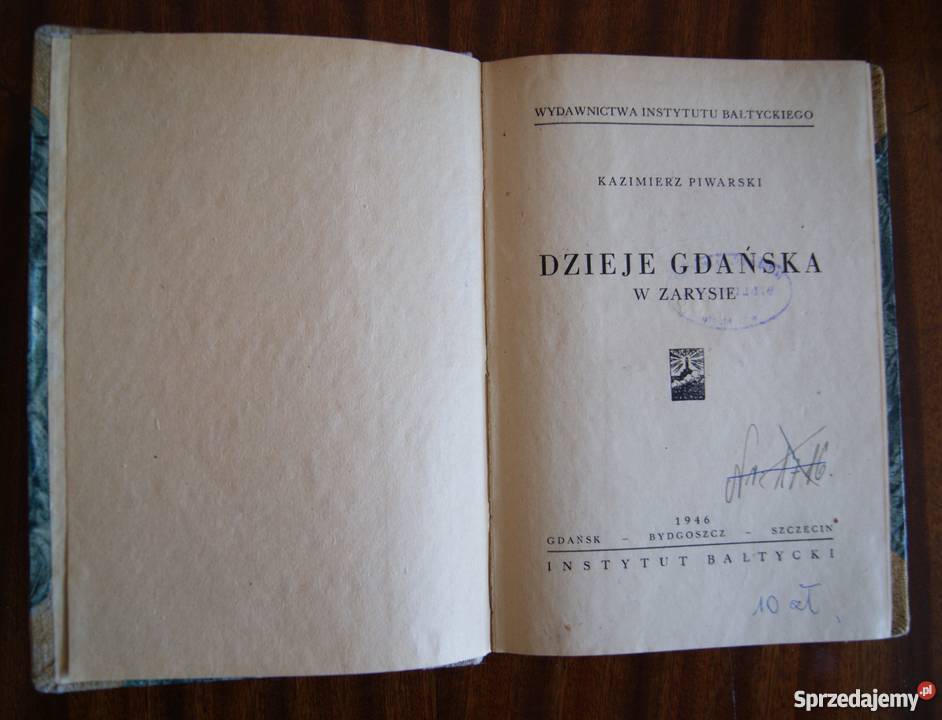 WYDAWNICTWA INSTYTUTU BAŁTYCKIEGO
KAZIMIERZ PIWARSKI
DZIEJE GDAŃSKA
W ZARYSIE
1946
GDAŃSK – BYDGOSZCZ – SZCZECIN
INSTYTUT BAŁTYCKI
10 zł
Sprzedajemy.pl